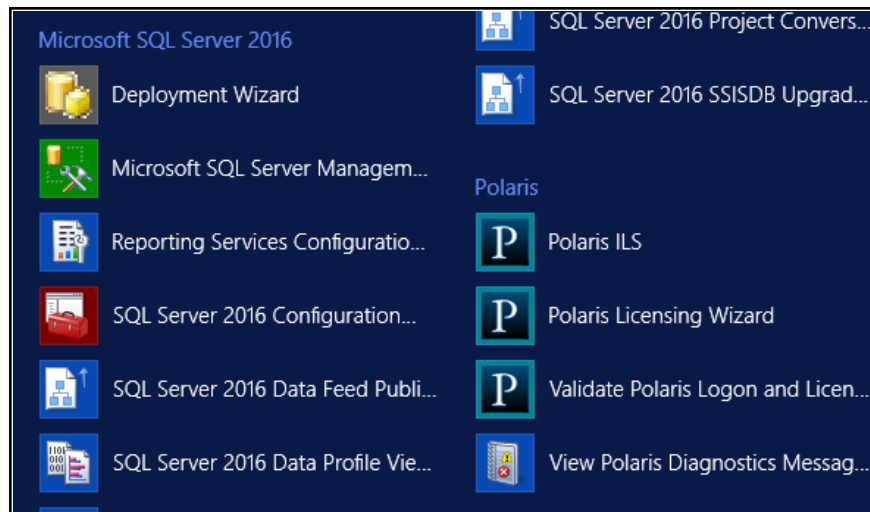 Microsoft SQL Server 2016
Deployment Wizard
Microsoft SQL Server Managem...
Reporting Services Configuratio...
SQL Server 2016 Configuration...
SQL Server 2016 Data Feed Publi...
SQL Server 2016 Data Profile Vie...
SQL Server 2016 Project Convers...
SQL Server 2016 SSISDB Upgrad...
Polaris
P Polaris ILS
P Polaris Licensing Wizard
P Validate Polaris Logon and Licen...
View Polaris Diagnostics Messag...